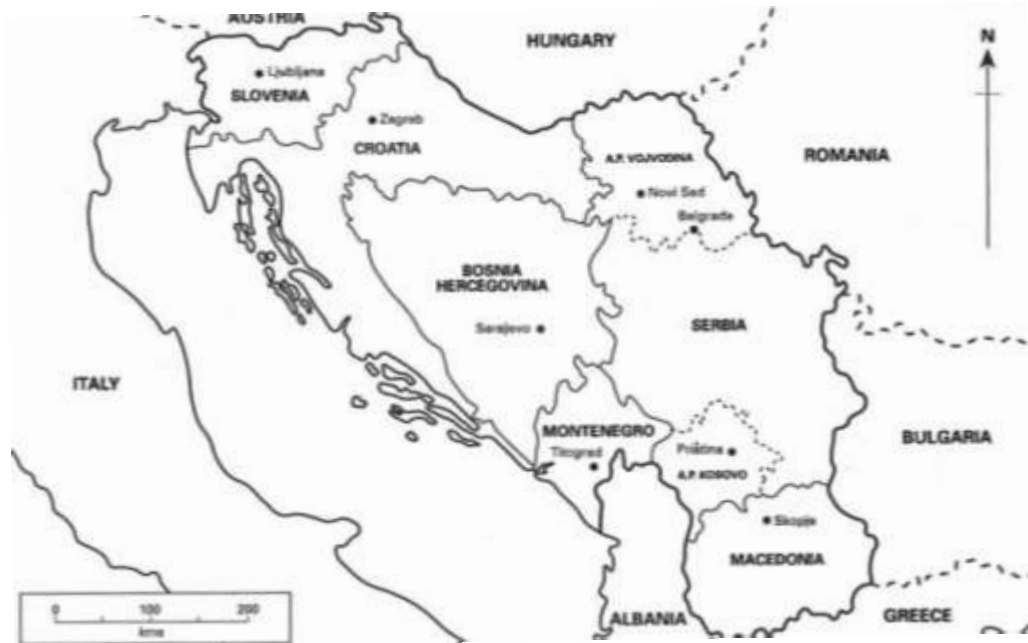 AUSTRIA
HUNGARY
N
Ljubljana
SLOVENIA
Zagreb
CROATIA
A.P. VOJVODINA
ROMANIA
Novi Sad
Belgrade
BOSNIA
HERCEGOVINA
SERBIA
Sarajevo
ITALY
MONTENEGRO
BULGARIA
Titograd
Priština
A.P. KOSOVO
Skopje
MACEDONIA
0 100 200
kms
ALBANIA
GREECE